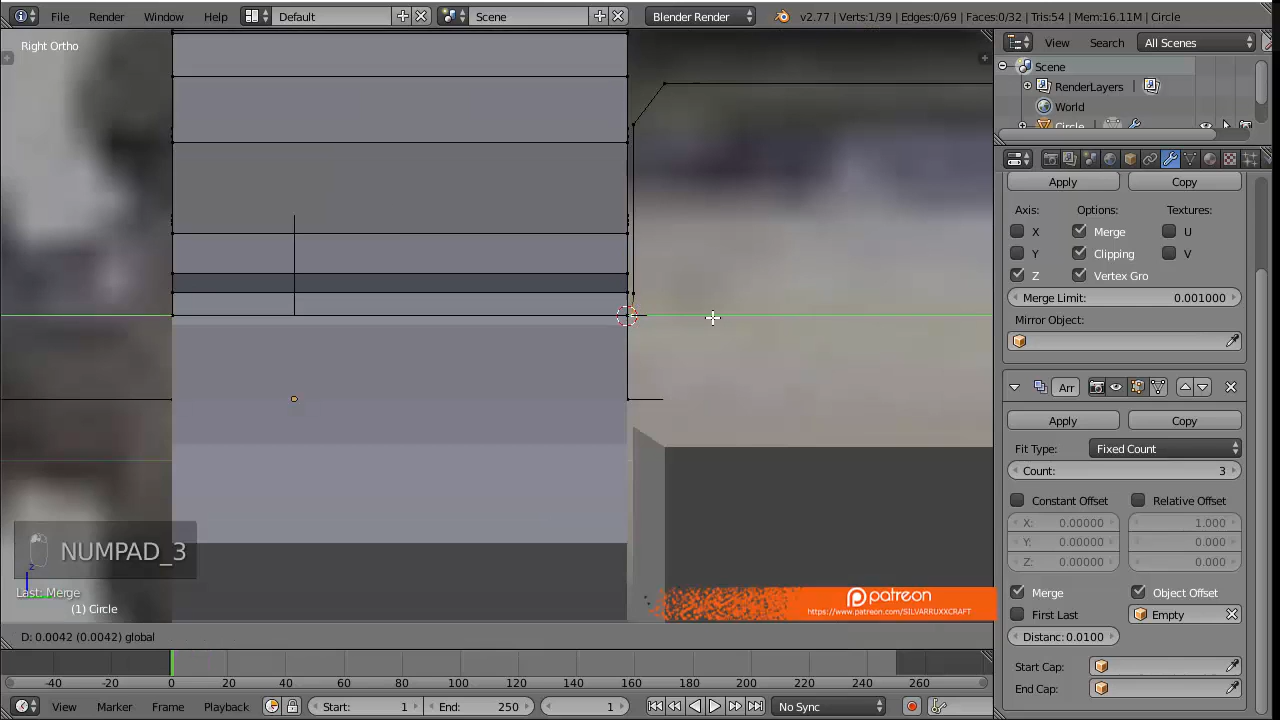 File Render Window Help Default Scene Blender Render v2.77 | Verts:1/39 | Edges:0/69 | Faces:0/32 | Tris:54 | Mem:16.11M | Circle
Right Ortho
View Search All Scenes
Scene
RenderLayers
World
Circle
Apply Copy
Axis: Options: Textures:
X Merge U
Y Clipping V
Z Vertex Gro
Merge Limit: 0.001000
Mirror Object:
Arr
Apply Copy
Fit Type: Fixed Count
Count: 3
Constant Offset Relative Offset
X: 0.00000 1.000
Y: 0.00000 0.000
Z: 0.00000 0.000
Merge Object Offset
First Last Empty
Distanc: 0.0100
Start Cap:
End Cap:
NUMPAD_3
z
Last: Merge
(1) Circle
patreon
https://www.patreon.com/SILVARRUXXCRAFT
D: 0.0042 (0.0042) global
-40 -20 0 20 40 60 80 100 120 140 160 180 200 220 240 260
View Marker Frame Playback Start: 1 End: 250 1 No Sync